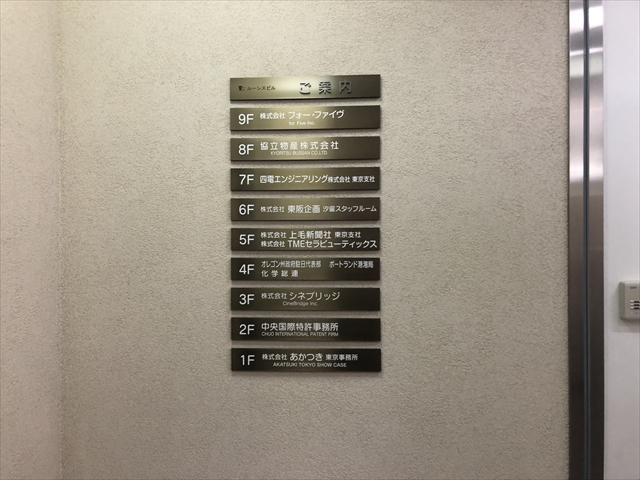 ルーシスビル ご案内
9F 株式会社 フォー・ファイヴ
for Five Inc.
8F 協立物産株式会社
KYORITSU BUSSAN CO.,LTD.
7F 四電エンジニアリング株式会社 東京支社
6F 株式会社 東阪企画 汐留スタッフルーム
5F 株式会社 上毛新聞社 東京支社
株式会社 TMEセラピューティックス
4F オレゴン州政府駐日代表部 ポートランド港湾局
化学総連
3F 株式会社 シネブリッジ
CineBridge Inc.
2F 中央国際特許事務所
CHUO INTERNATIONAL PATENT FIRM
1F 株式会社 あかつき 東京事務所
AKATSUKI TOKYO SHOW CASE